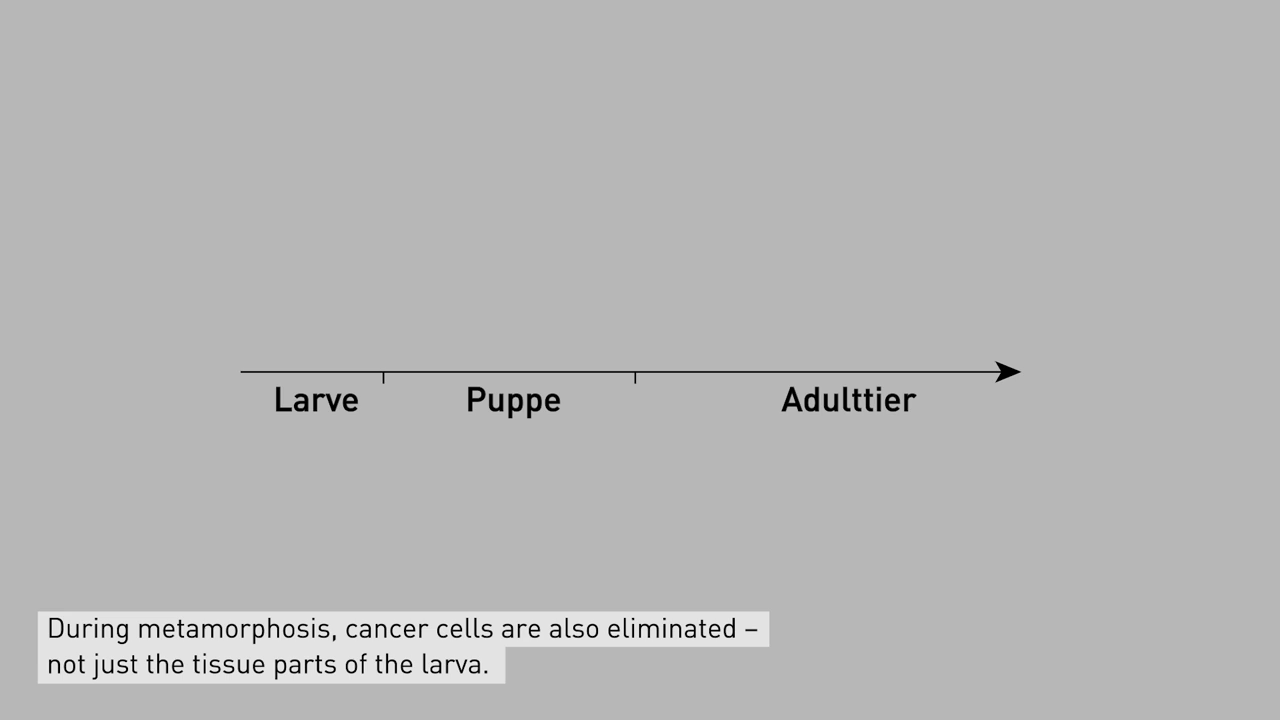 Larve Puppe Adulttier
During metamorphosis, cancer cells are also eliminated –
not just the tissue parts of the larva.